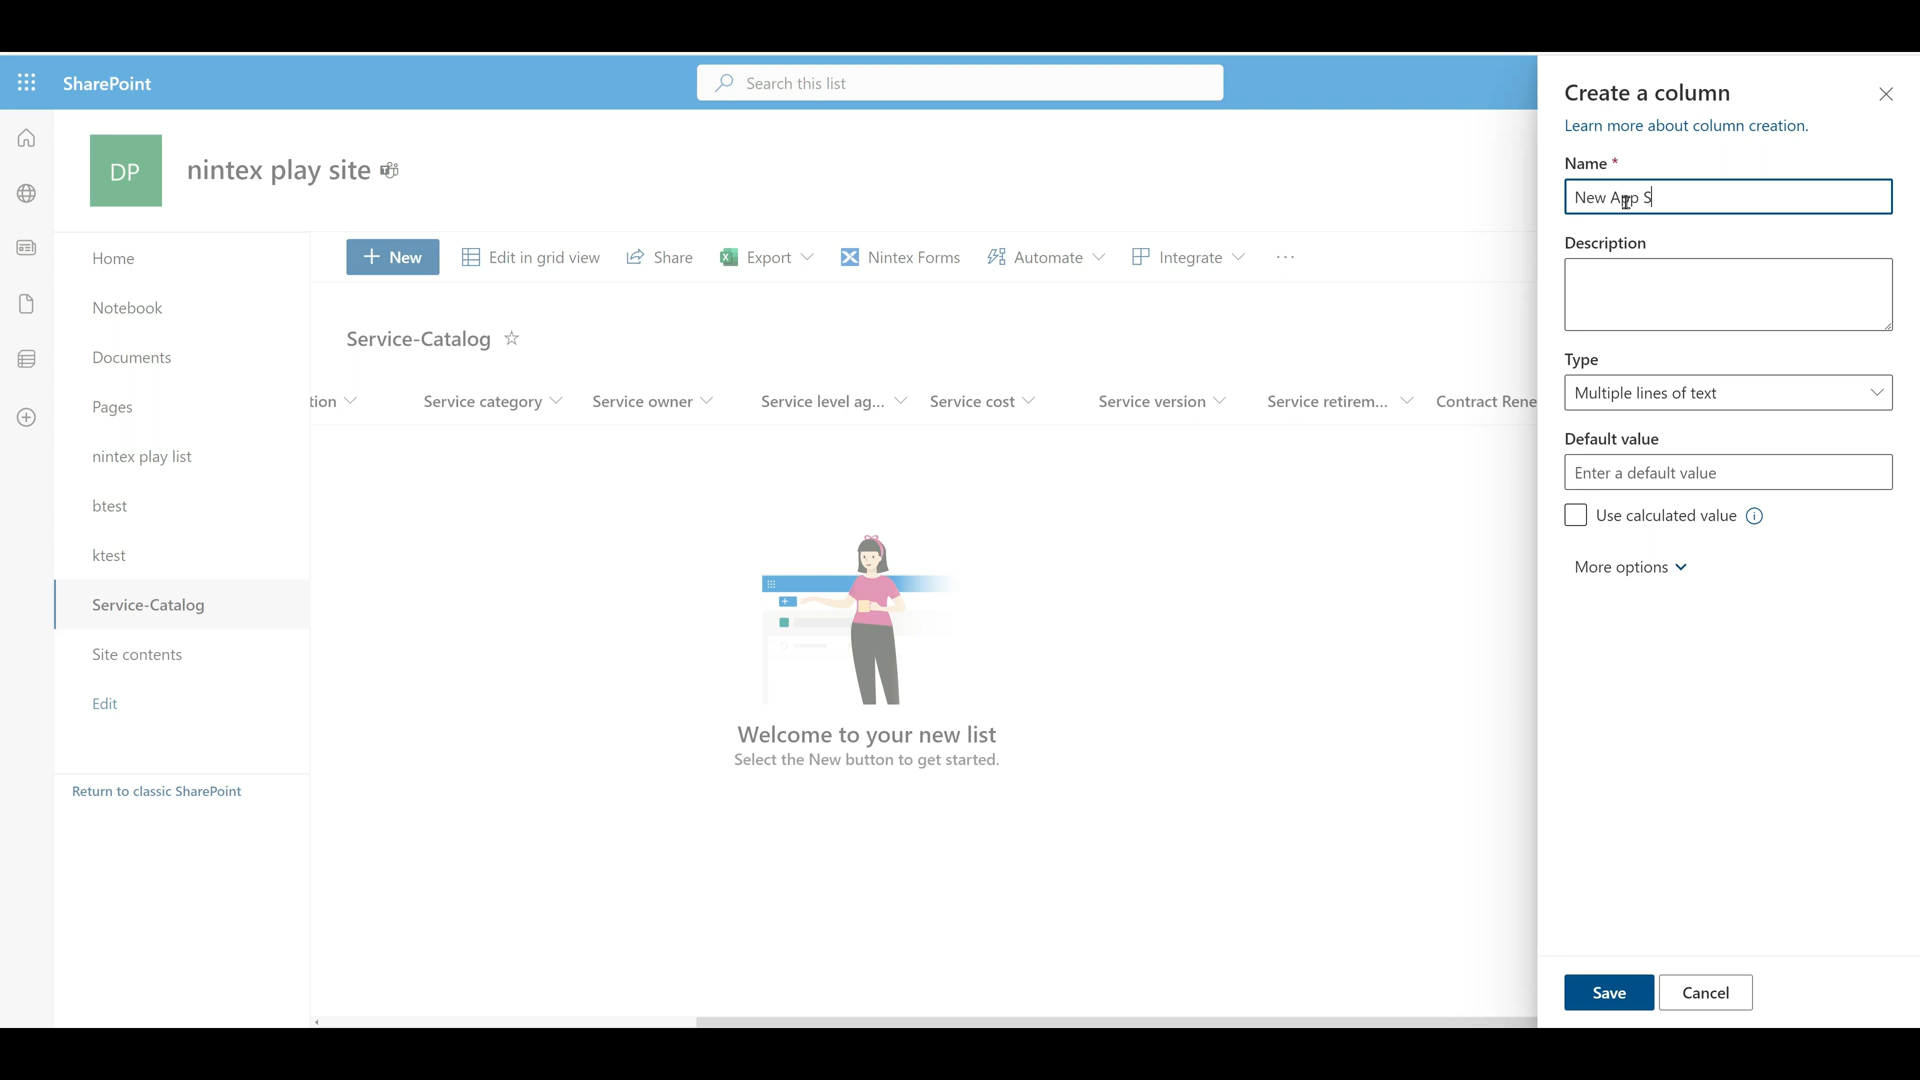 SharePoint
Search this list
DP
nintex play site
Home
Notebook
Documents
Pages
nintex play list
btest
ktest
Service-Catalog
Site contents
Edit
Return to classic SharePoint
New
Edit in grid view
Share
Export
Nintex Forms
Automate
Integrate
Service-Catalog
tion
Service category
Service owner
Service level ag...
Service cost
Service version
Service retirem...
Contract Rene
Welcome to your new list
Select the New button to get started.
Create a column
Learn more about column creation.
Name *
New App S
Description
Type
Multiple lines of text
Default value
Enter a default value
Use calculated value
More options
Save
Cancel